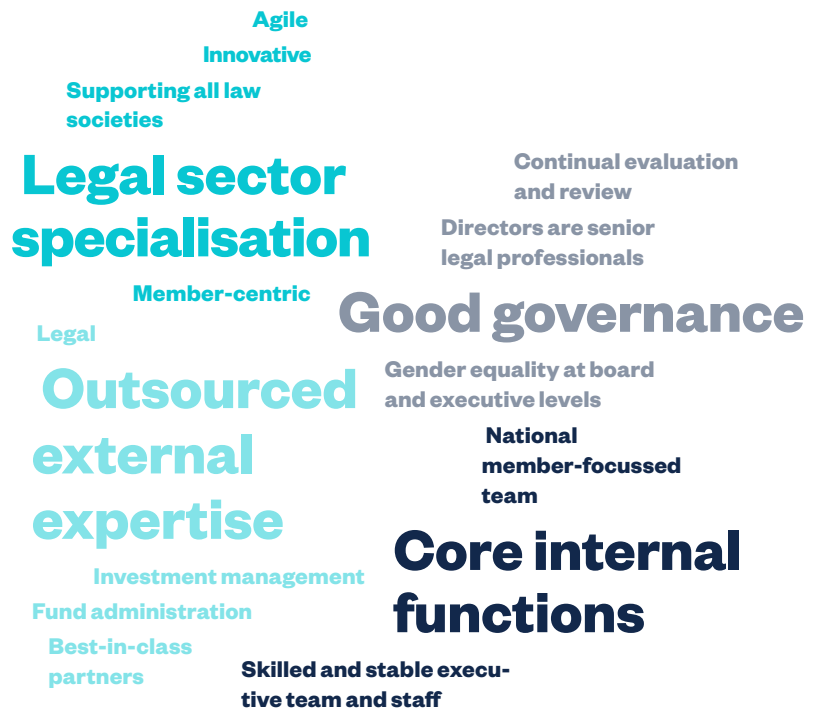 Agile
Innovative
Supporting all law
societies
Legal sector
specialisation
Member-centric
Continual evaluation
and review
Directors are senior
legal professionals
Good governance
Gender equality at board
and executive levels
Legal
Outsourced
external
expertise
Investment management
Fund administration
Best-in-class
partners
National
member-focussed
team
Core internal
functions
Skilled and stable execu-
tive team and staff